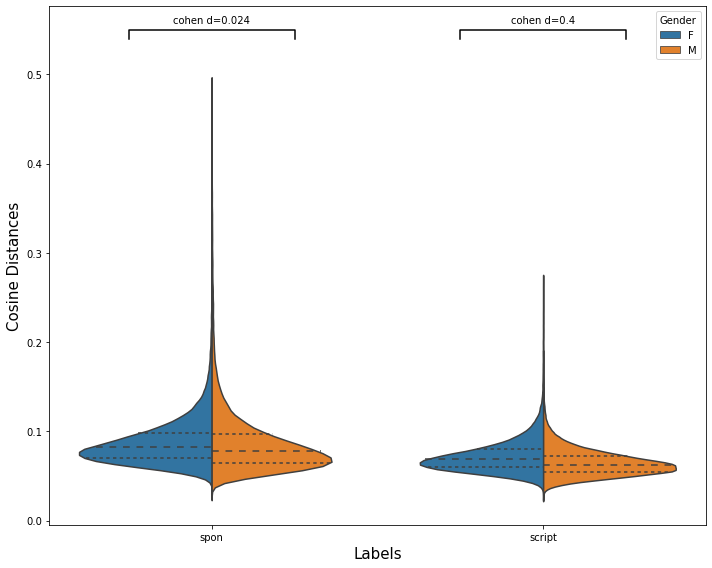 cohen d=0.024
cohen d=0.4
Gender
F
M
0.5
0.4
0.3
0.2
0.1
0.0
Cosine Distances
spon
script
Labels